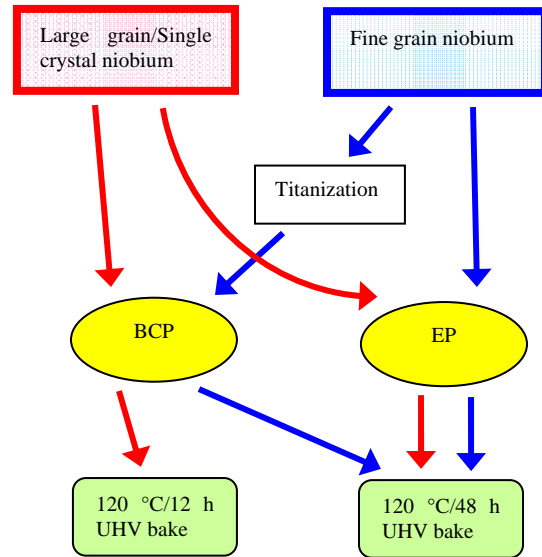 Large grain/Single
crystal niobium
Fine grain niobium
Titanization
BCP
EP
120 °C/12 h
UHV bake
120 °C/48 h
UHV bake